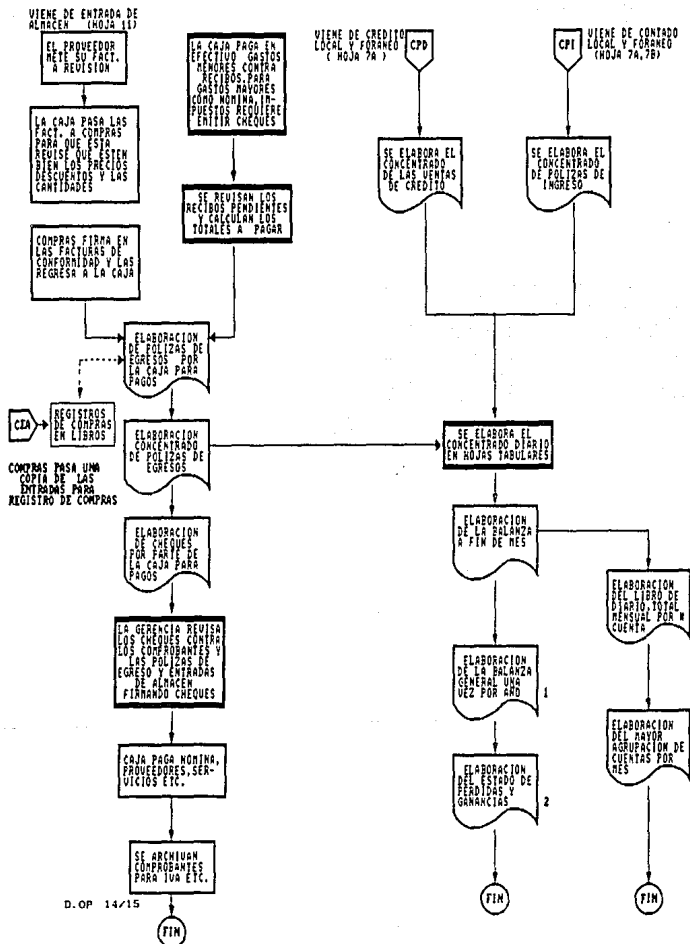 VIENE DE ENTRADA DE
ALMACEN (HOJA 11)
EL PROVEEDOR
METE SU FACT.
A REVISION
LA CAJA PASA LAS
FACT. A COMPRAS
PARA QUE ESTA
REVISE QUE ESTEN
BIEN LOS PRECIOS
DESCUENTOS Y LAS
CANTIDADES
COMPRAS FIRMA EN
LAS FACTURAS DE
CONFORMIDAD Y LAS
REGRESA A LA CAJA
LA CAJA PAGA EN
EFECTIVO GASTOS
MENORES CONTRA
RECIBOS.PARA
GASTOS MAYORES
COMO NOMINA,IM-
PUESTOS REQUIERE
EMITIR CHEQUES
SE REVISAN LOS
RECIBOS PENDIENTES
Y CALCULAN LOS
TOTALES A PAGAR
ELABORACION
DE POLIZAS DE
EGRESOS POR
LA CAJA PARA
PAGOS
CIA
REGISTROS
DE COMPRAS
EN LIBROS
COMPRAS PASA UNA
COPIA DE LAS
ENTRADAS PARA
REGISTRO DE COMPRAS
ELABORACION
CONCENTRADO
DE POLIZAS DE
EGRESOS
ELABORACION
DE CHEQUES
POR PARTE DE
LA CAJA PARA
PAGOS
LA GERENCIA REVISA
LOS CHEQUES CONTRA
LOS COMPROBANTES Y
LAS POLIZAS DE
EGRESO Y ENTRADAS
DE ALMACEN
FIRMANDO CHEQUES
CAJA PAGA NOMINA,
PROVEEDORES,SER-
VICIOS ETC.
SE ARCHIVAN
COMPROBANTES
PARA IVA ETC.
D.OP 14/15
FIN
VIENE DE CREDITO
LOCAL Y FORANEO
( HOJA 7A )
CPD
SE ELABORA EL
CONCENTRADO
DE LAS VENTAS
DE CREDITO
CPI
VIENE DE CONTADO
LOCAL Y FORANEO
(HOJA 7A,7B)
SE ELABORA EL
CONCENTRADO
DE POLIZAS DE
INGRESO
SE ELABORA EL
CONCENTRADO DIARIO
EN HOJAS TABULARES
ELABORACION
DE LA BALANZA
A FIN DE MES
ELABORACION
DE LA BALANZA
GENERAL UNA
VEZ POR AÑO
1
ELABORACION
DEL ESTADO DE
PERDIDAS Y
GANANCIAS
2
FIN
ELABORACION
DEL LIBRO DE
DIARIO,TOTAL
MENSUAL POR #
CUENTA
ELABORACION
DEL MAYOR
AGRUPACION DE
CUENTAS POR
MES
FIN